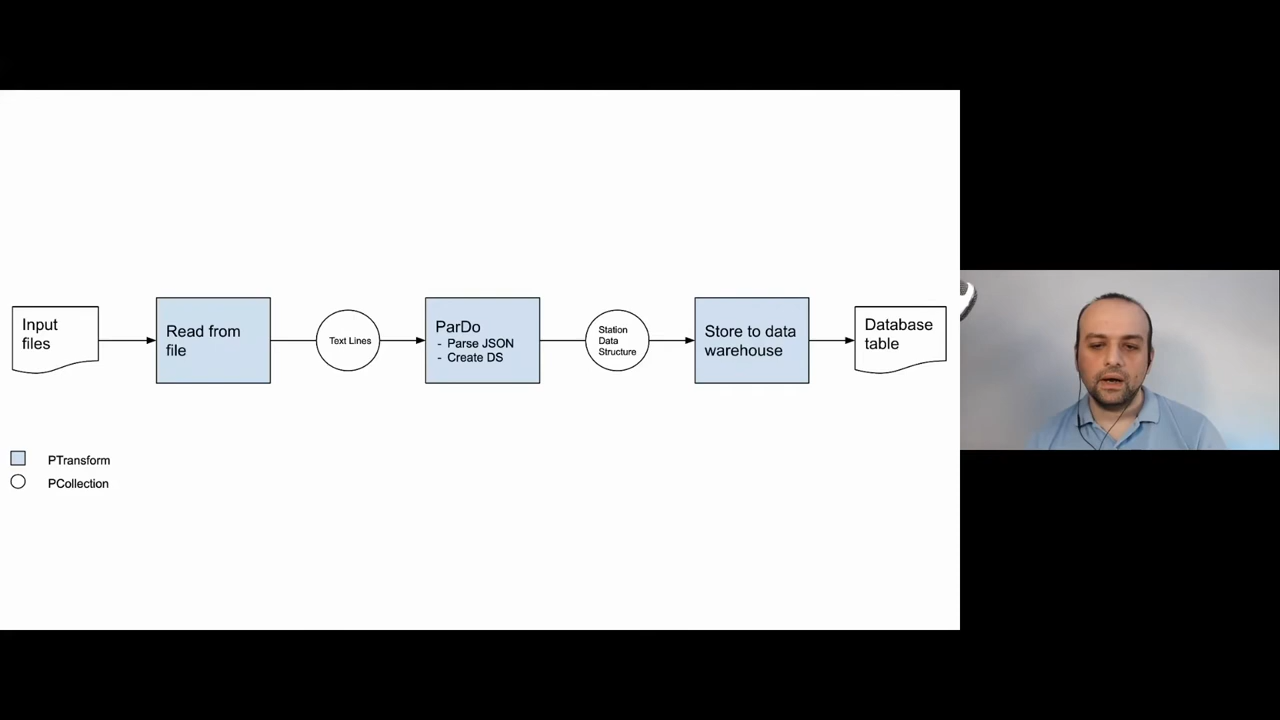 Input
files
Read from
file
Text Lines
ParDo
- Parse JSON
- Create DS
Station
Data
Structure
Store to data
warehouse
Database
table
PTransform
PCollection